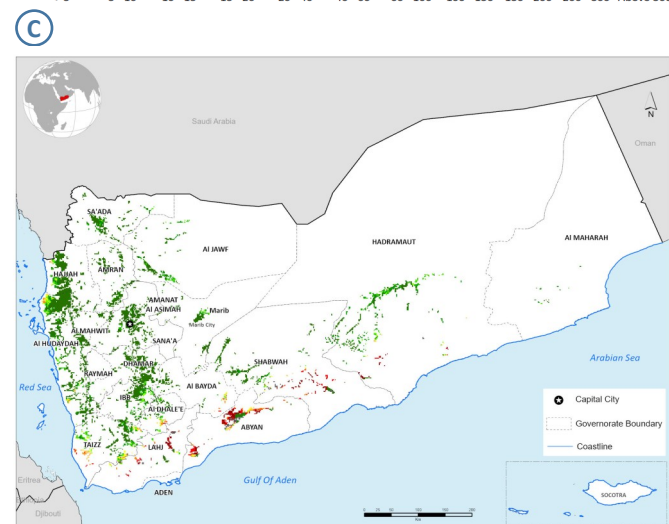 C
Saudi Arabia
N
Oman
SA'ADA
Al JAWF
HADRAMAUT
Al MAHARAH
HAJJAH
AMRAN
AMANAT
Al ASIMAH
Marib
Marib City
Al MAHWIT
Al HUDAYDAH
SANA'A
DHAMAR
SHABWAH
RAYMAH
Al BAYDA
IBB
Al DHALE'E
ABYAN
TAIZZ
LAHJ
ADEN
Red Sea
Arabian Sea
Gulf Of Aden
Eritrea
Djibouti
Capital City
Governorate Boundary
Coastline
SOCOTRA